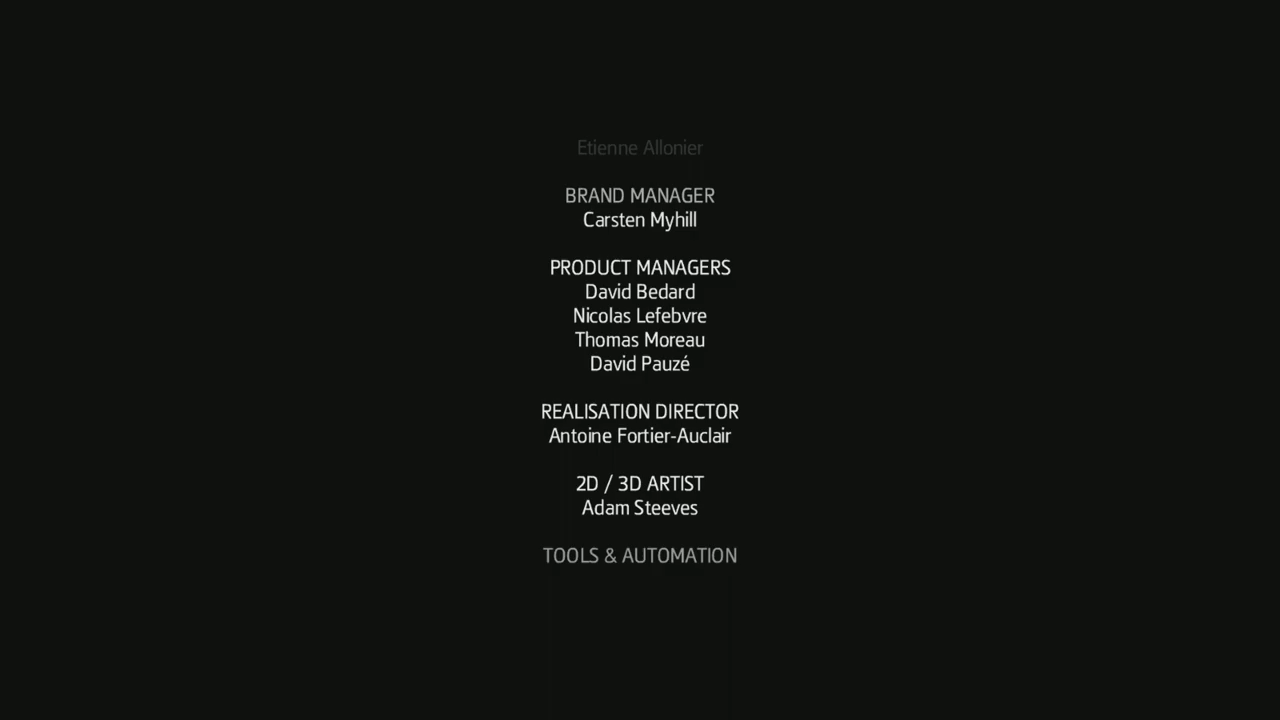 Etienne Allonier
BRAND MANAGER
Carsten Myhill
PRODUCT MANAGERS
David Bedard
Nicolas Lefebvre
Thomas Moreau
David Pauzé
REALISATION DIRECTOR
Antoine Fortier-Auclair
2D / 3D ARTIST
Adam Steeves
TOOLS & AUTOMATION